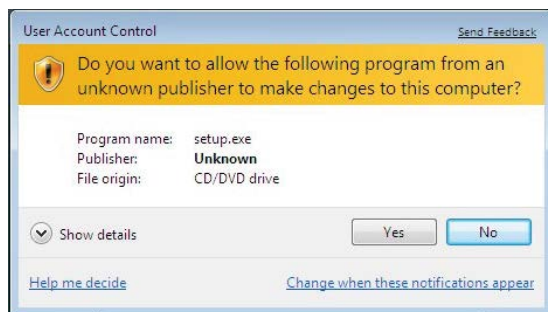 User Account Control
Send Feedback
Do you want to allow the following program from an
unknown publisher to make changes to this computer?
Program name: setup.exe
Publisher: Unknown
File origin: CD/DVD drive
Show details
Yes
No
Help me decide
Change when these notifications appear